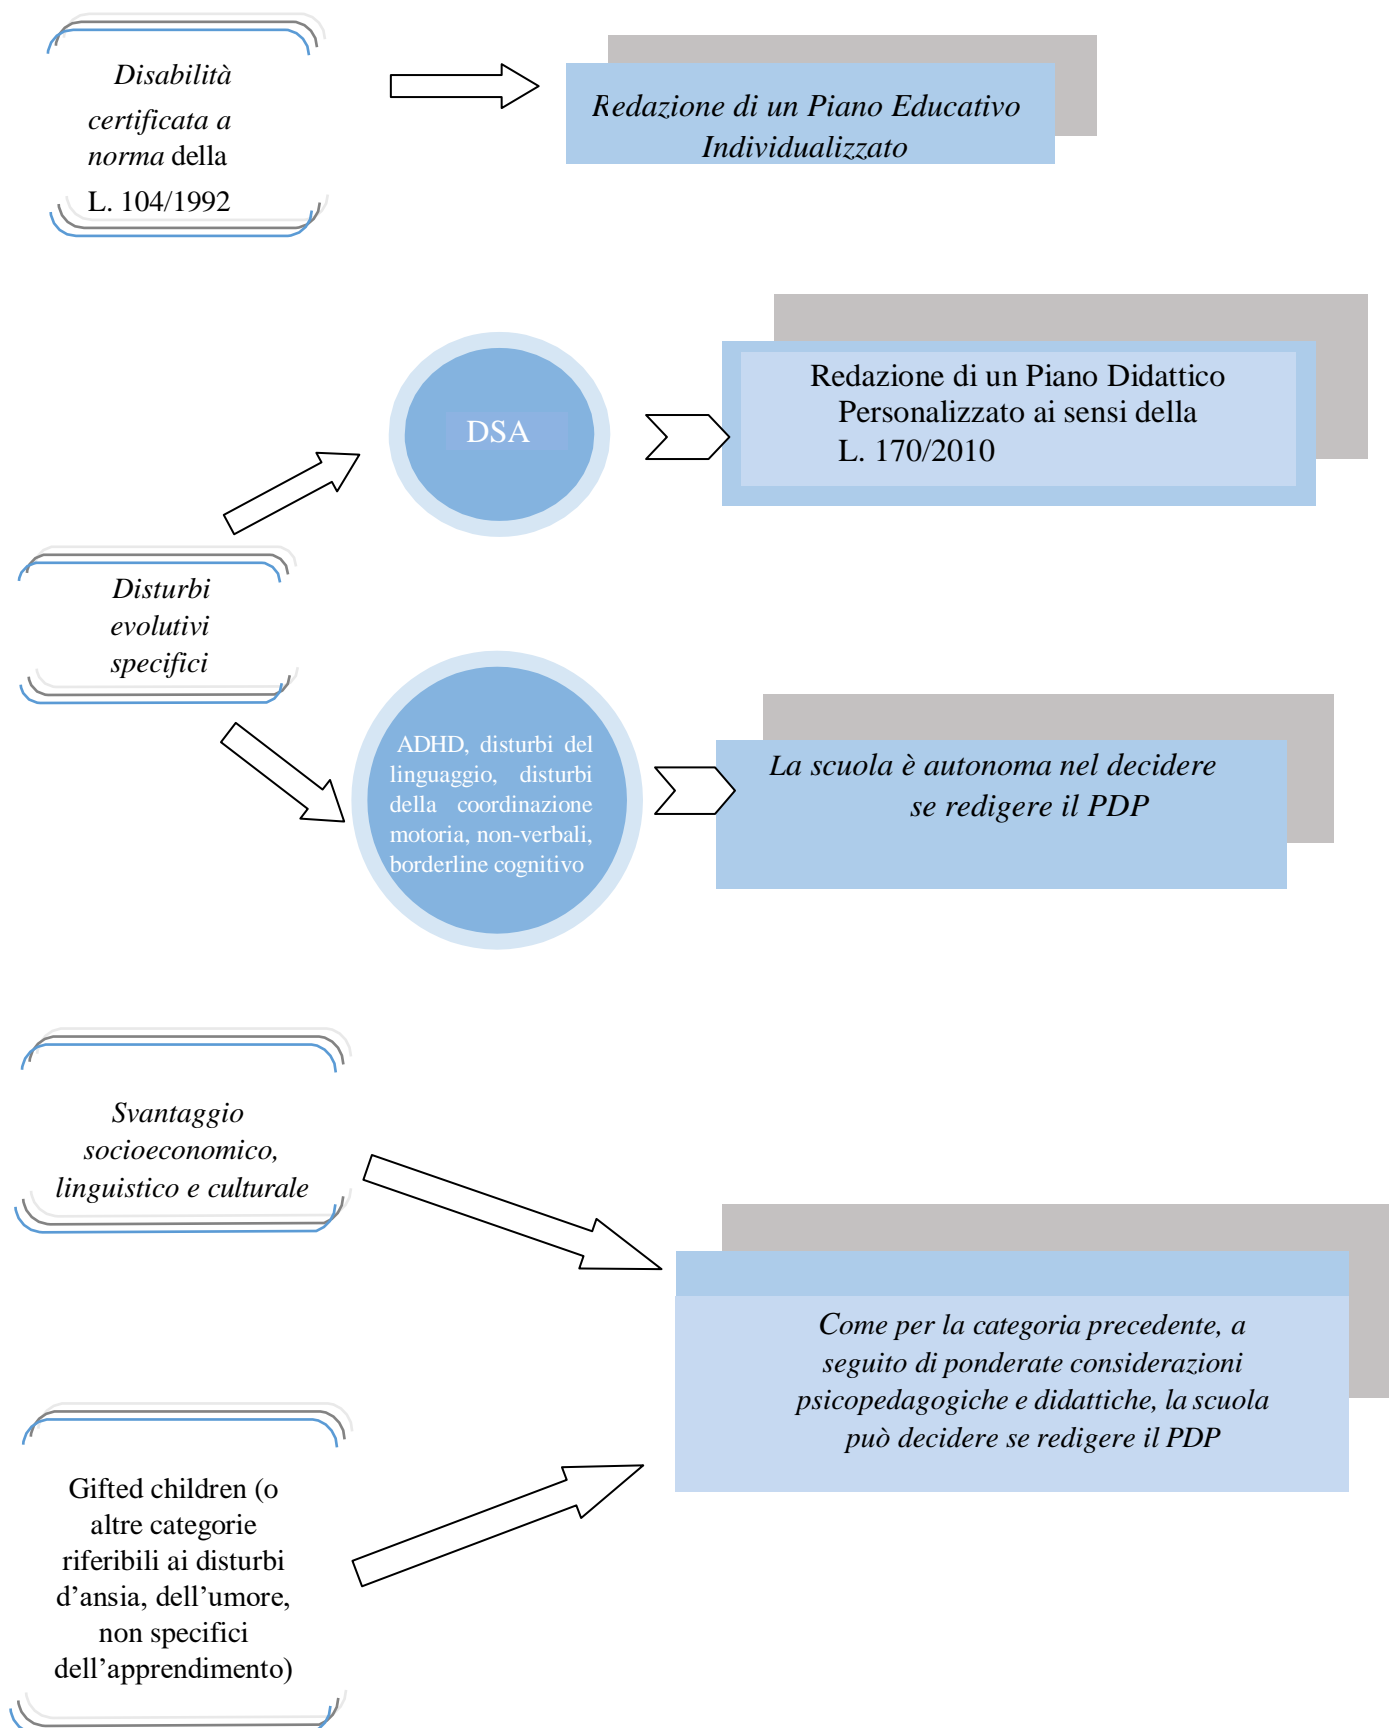 Disabilità
certificata a
norma della
L. 104/1992
Redazione di un Piano Educativo
Individualizzato
DSA
Redazione di un Piano Didattico
Personalizzato ai sensi della
L. 170/2010
Disturbi
evolutivi
specifici
ADHD, disturbi del
linguaggio, disturbi
della coordinazione
motoria, non-verbali,
borderline cognitivo
La scuola è autonoma nel decidere
se redigere il PDP
Svantaggio
socioeconomico,
linguistico e culturale
Come per la categoria precedente, a
seguito di ponderate considerazioni
psicopedagogiche e didattiche, la scuola
può decidere se redigere il PDP
Gifted children (o
altre categorie
riferibili ai disturbi
d’ansia, dell’umore,
non specifici
dell’apprendimento)